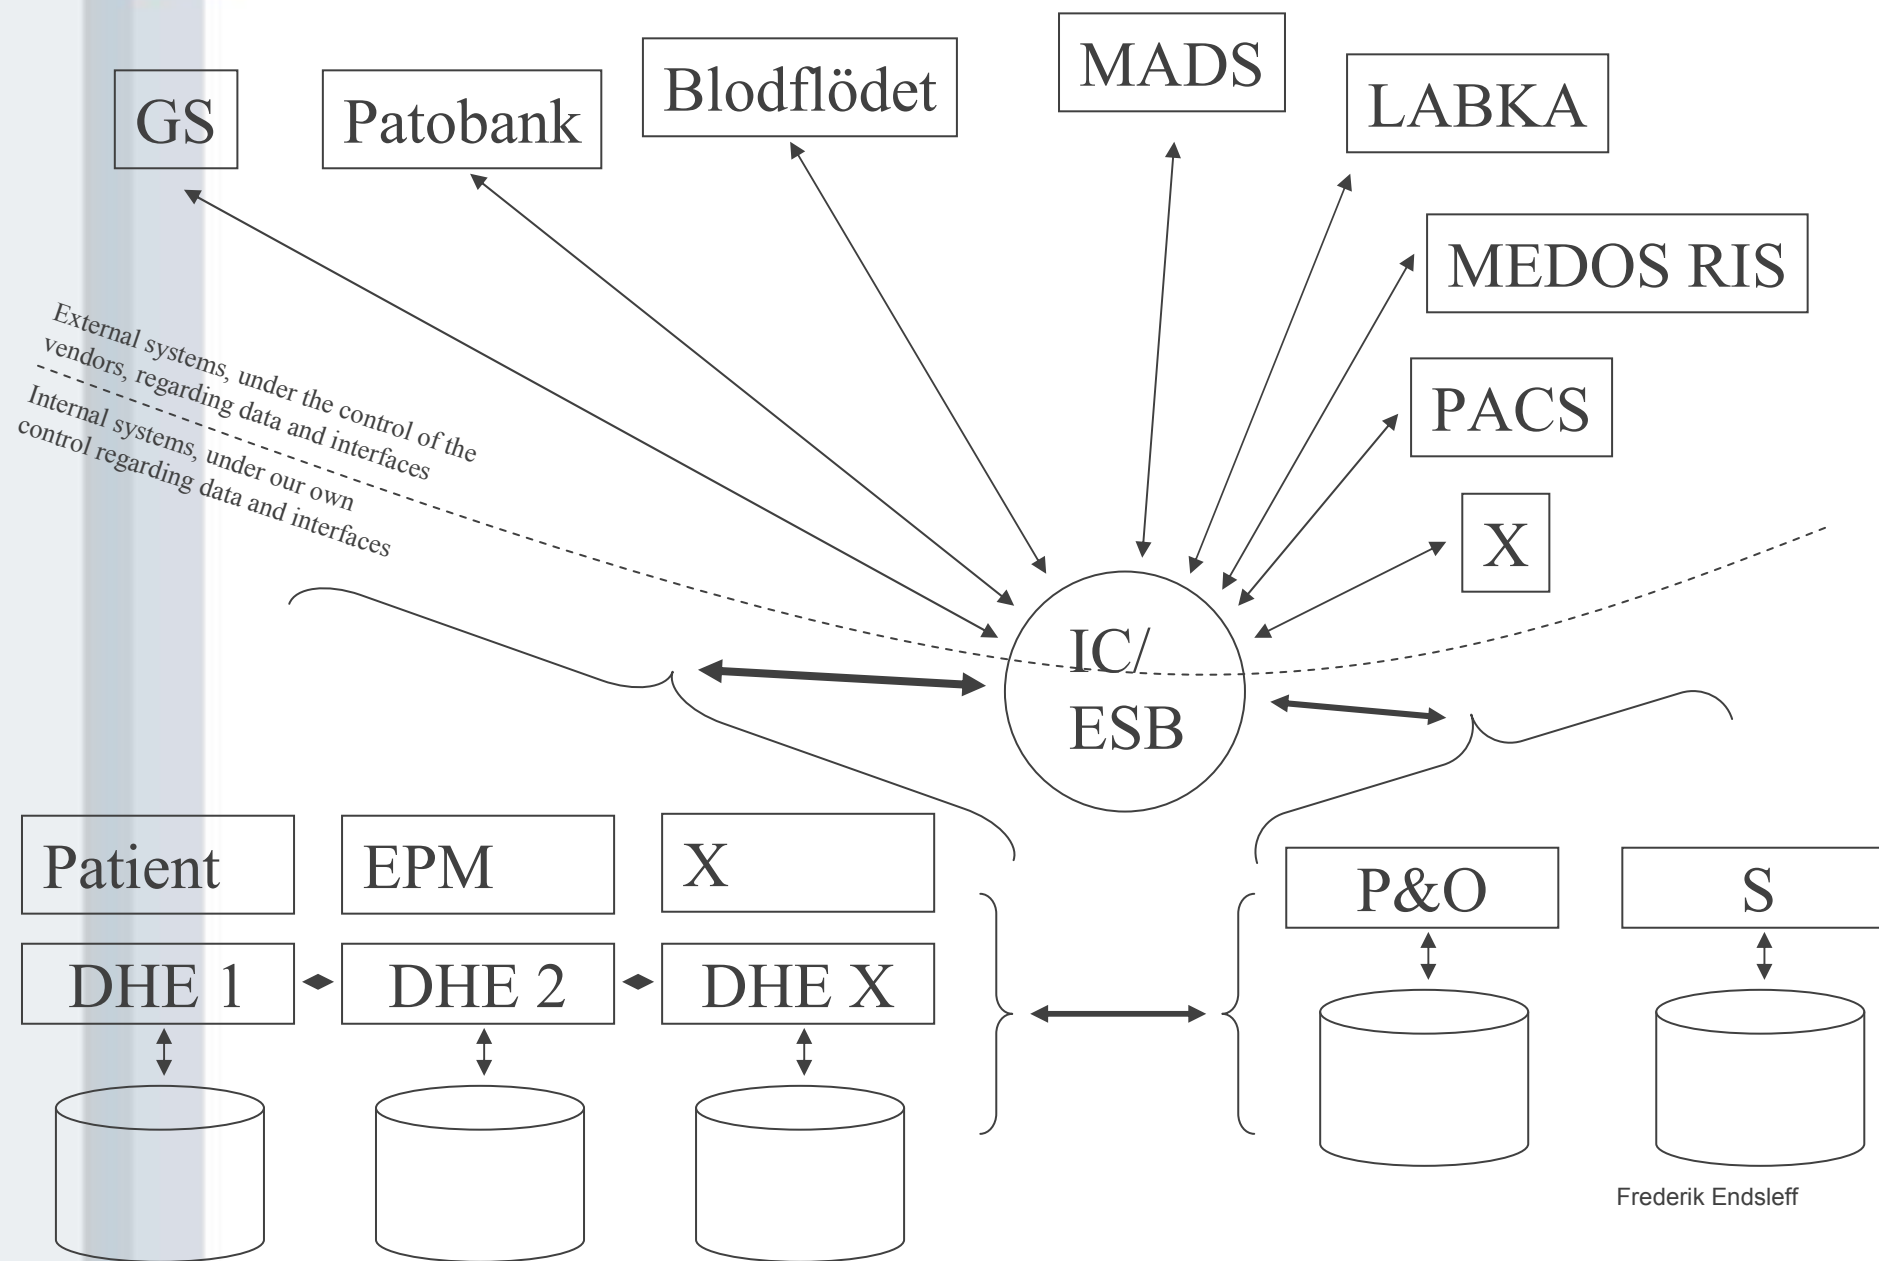 GS
Patobank
Blodflödet
MADS
LABKA
MEDOS RIS
PACS
X
External systems, under the control of the
vendors, regarding data and interfaces
Internal systems, under our own
control regarding data and interfaces
IC/
ESB
Patient
EPM
X
P&O
S
DHE 1
DHE 2
DHE X
Frederik Endsleff